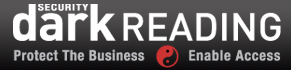 SECURITY
dark READING
Protect The Business Enable Access